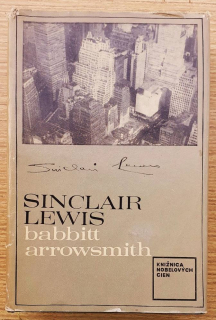 Sinclair Lewis
SINCLAIR
LEWIS
babbitt
arrowsmith
KNIŽNICA
NOBELOVÝCH
CIEN